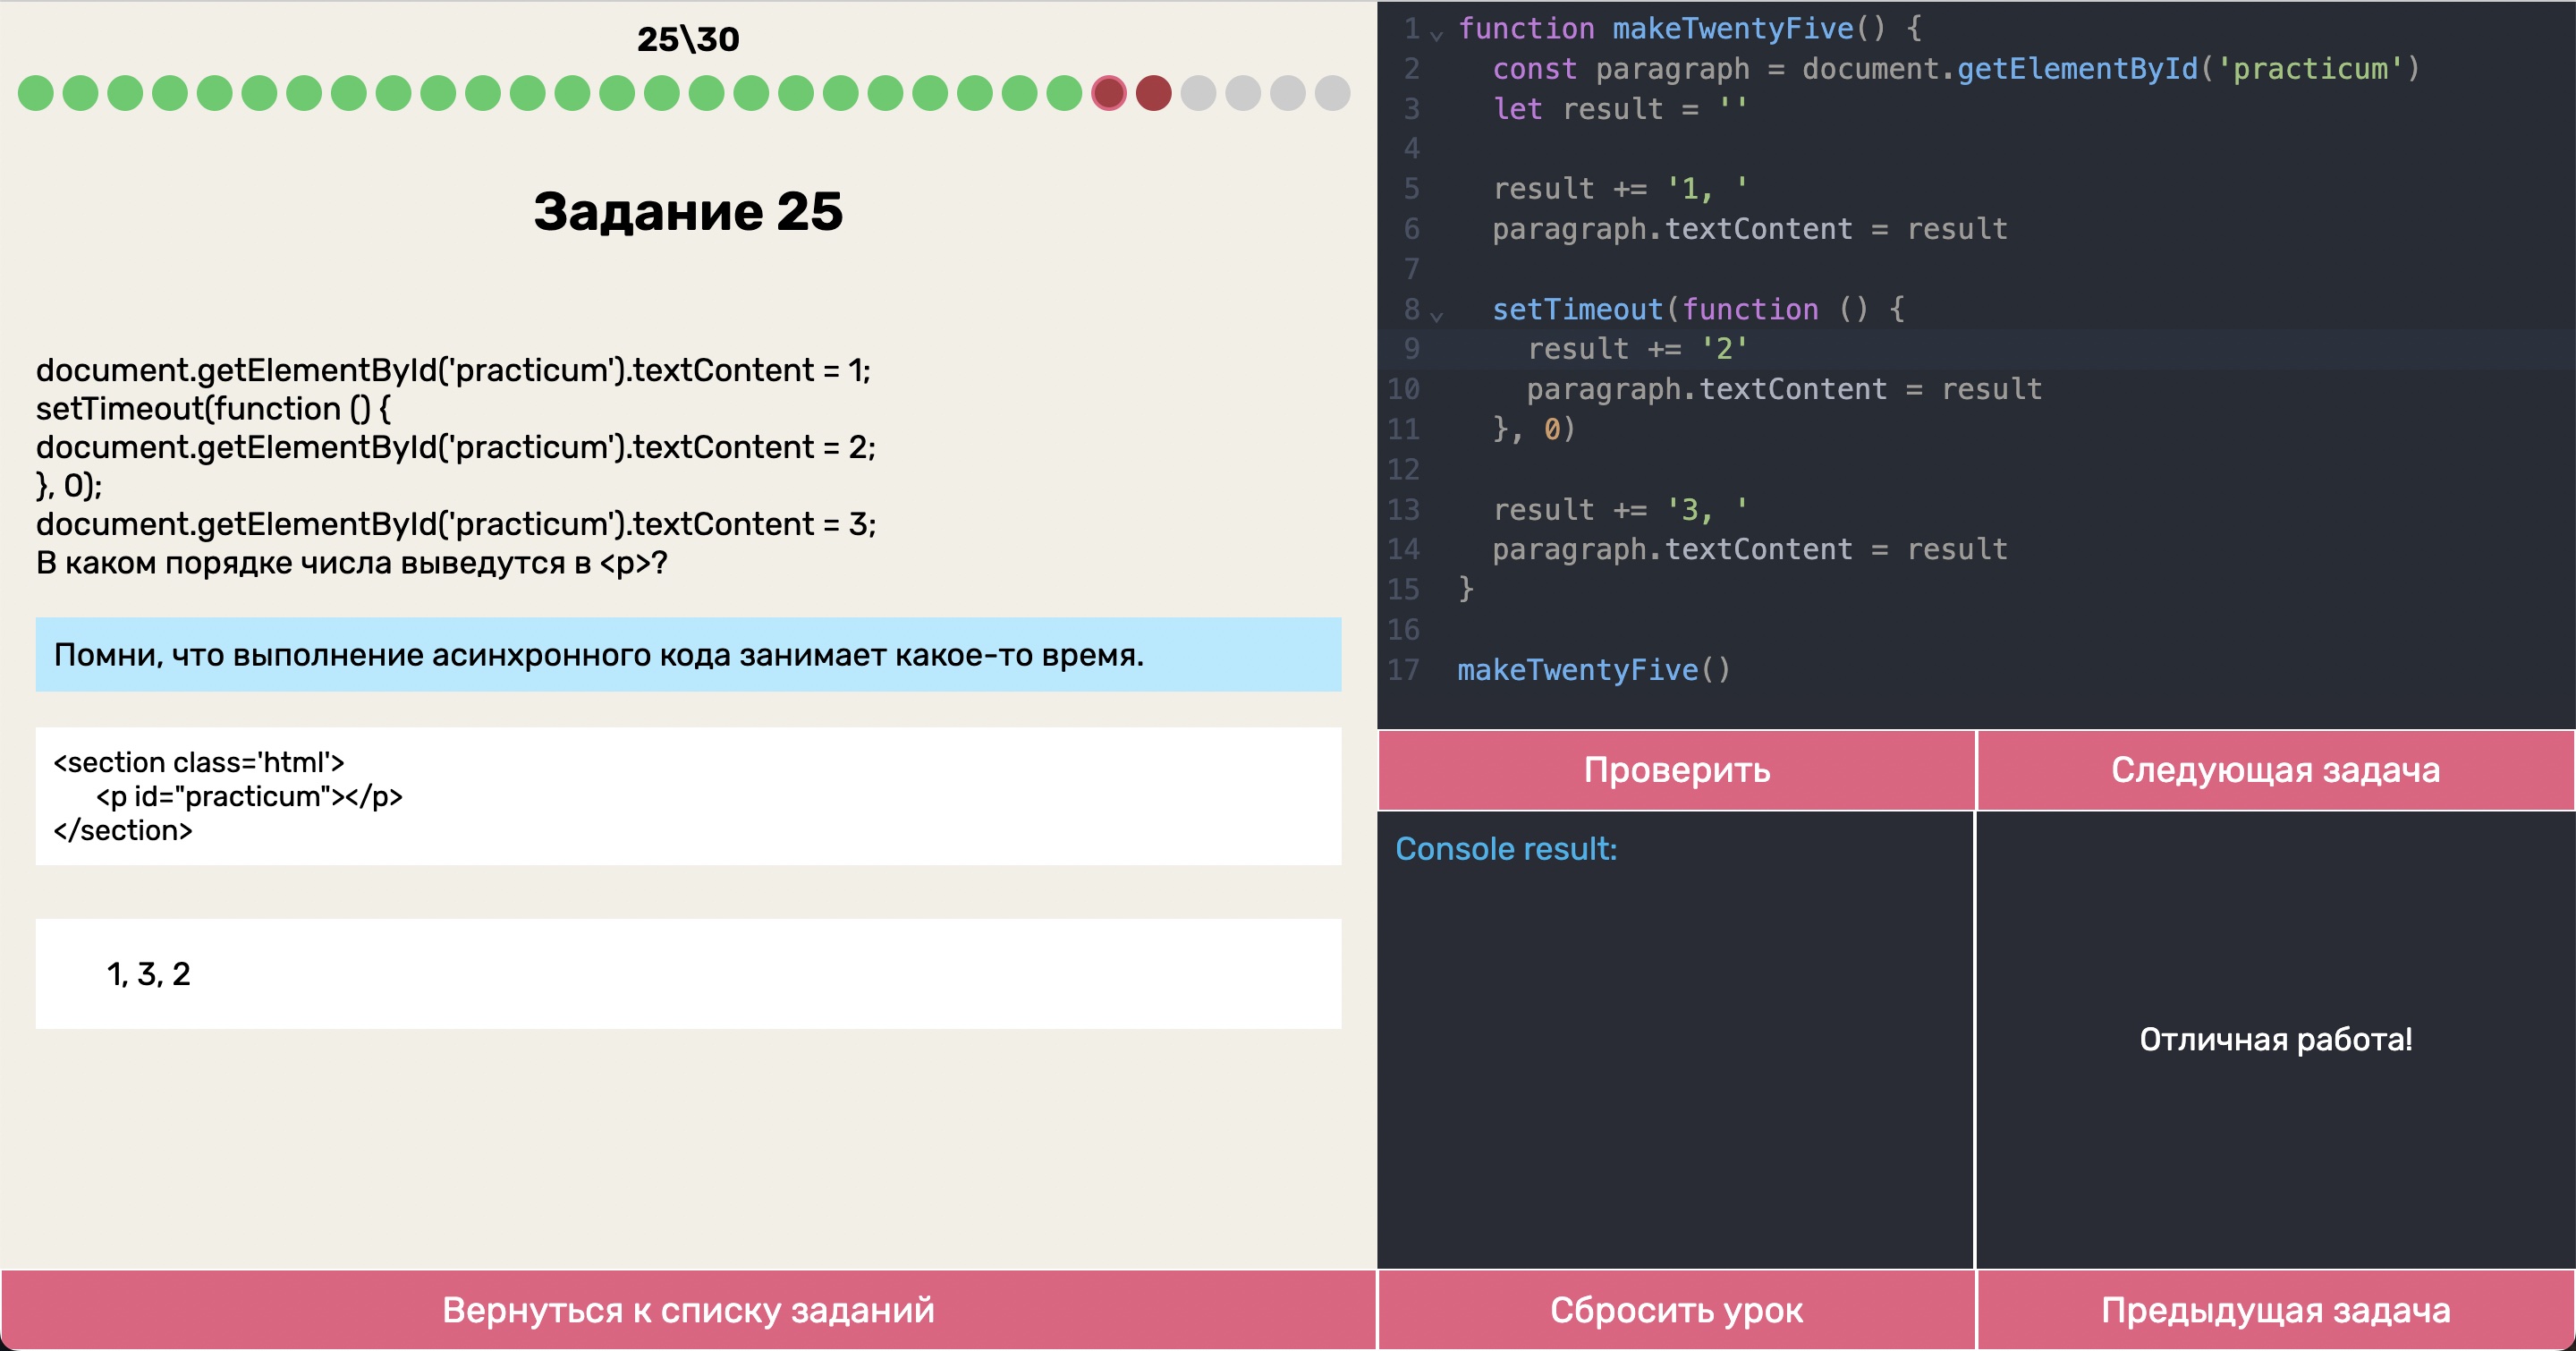 25\30
Задание 25
document.getElementById('practicum').textContent = 1;
setTimeout(function () {
document.getElementById('practicum').textContent = 2;
}, 0);
document.getElementById('practicum').textContent = 3;
В каком порядке числа выведутся в <p>?
Помни, что выполнение асинхронного кода занимает какое-то время.
<section class='html'>
<p id="practicum"></p>
</section>
1, 3, 2
Вернуться к списку заданий
1 function makeTwentyFive() {
2 const paragraph = document.getElementById('practicum')
3 let result = ''
4
5 result += '1, '
6 paragraph.textContent = result
7
8 setTimeout(function () {
9 result += '2'
10 paragraph.textContent = result
11 }, 0)
12
13 result += '3, '
14 paragraph.textContent = result
15 }
16
17 makeTwentyFive()
Проверить
Следующая задача
Console result:
Отличная работа!
Сбросить урок
Предыдущая задача